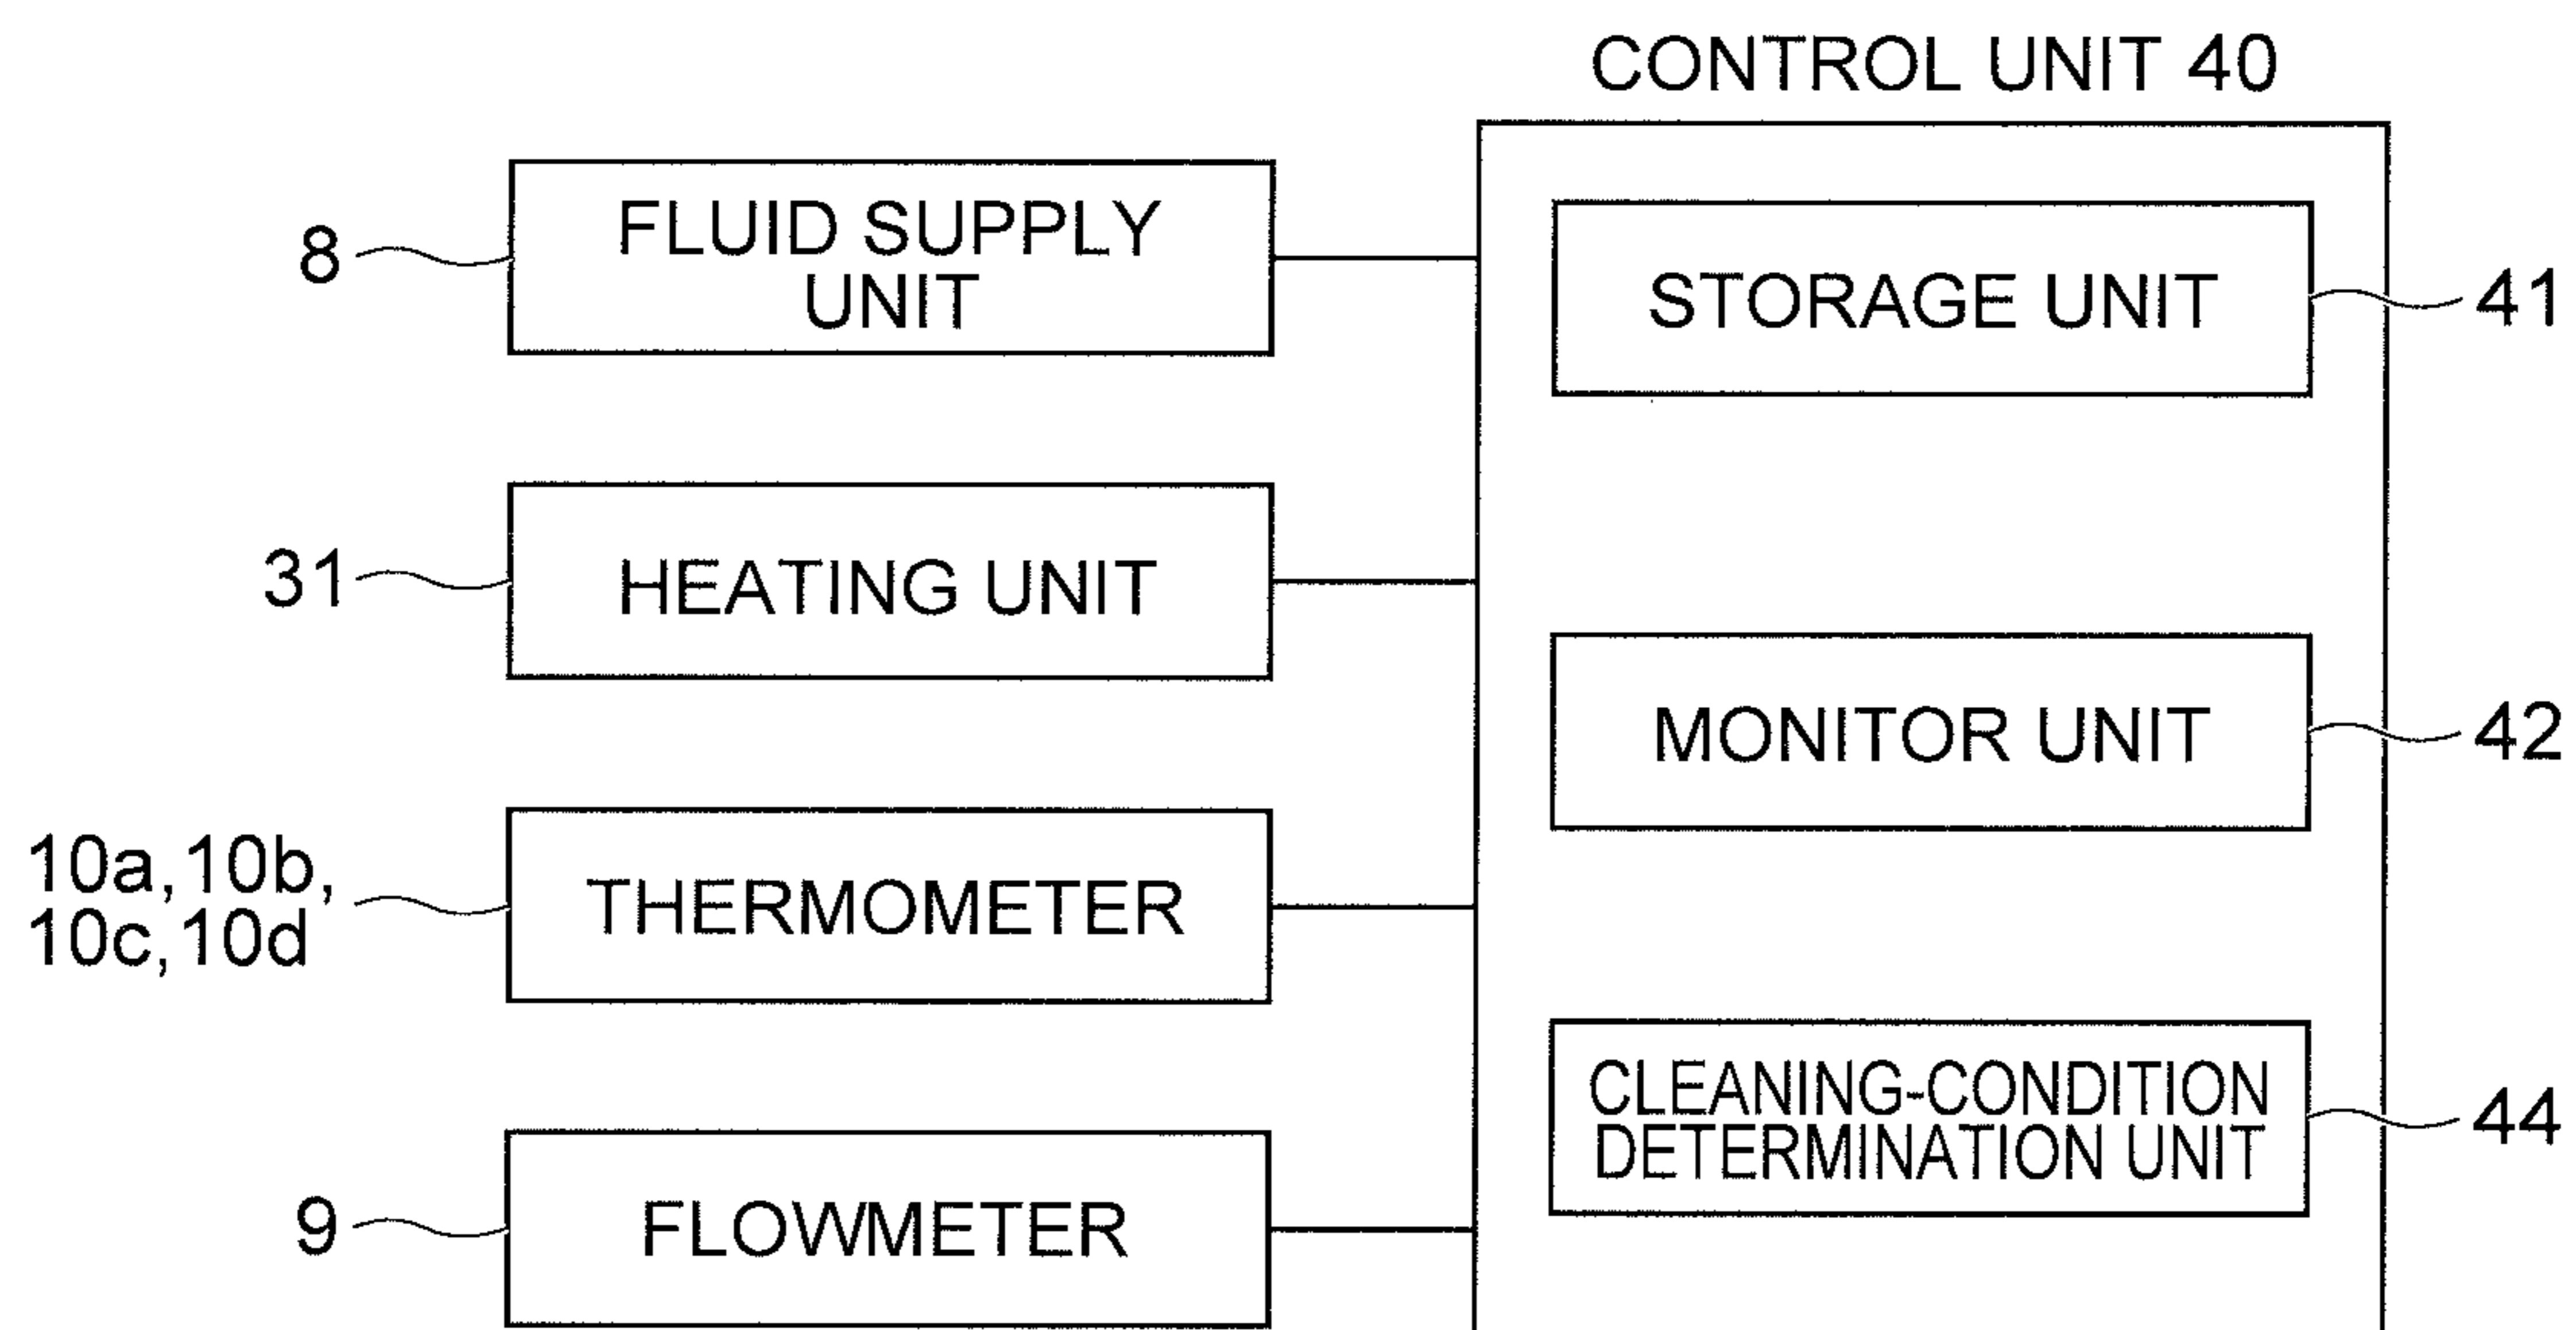 CONTROL UNIT 40
8
FLUID SUPPLY
UNIT
STORAGE UNIT
41
31
HEATING UNIT
MONITOR UNIT
42
10a,10b,
10c,10d
THERMOMETER
CLEANING-CONDITION
DETERMINATION UNIT
44
9
FLOWMETER